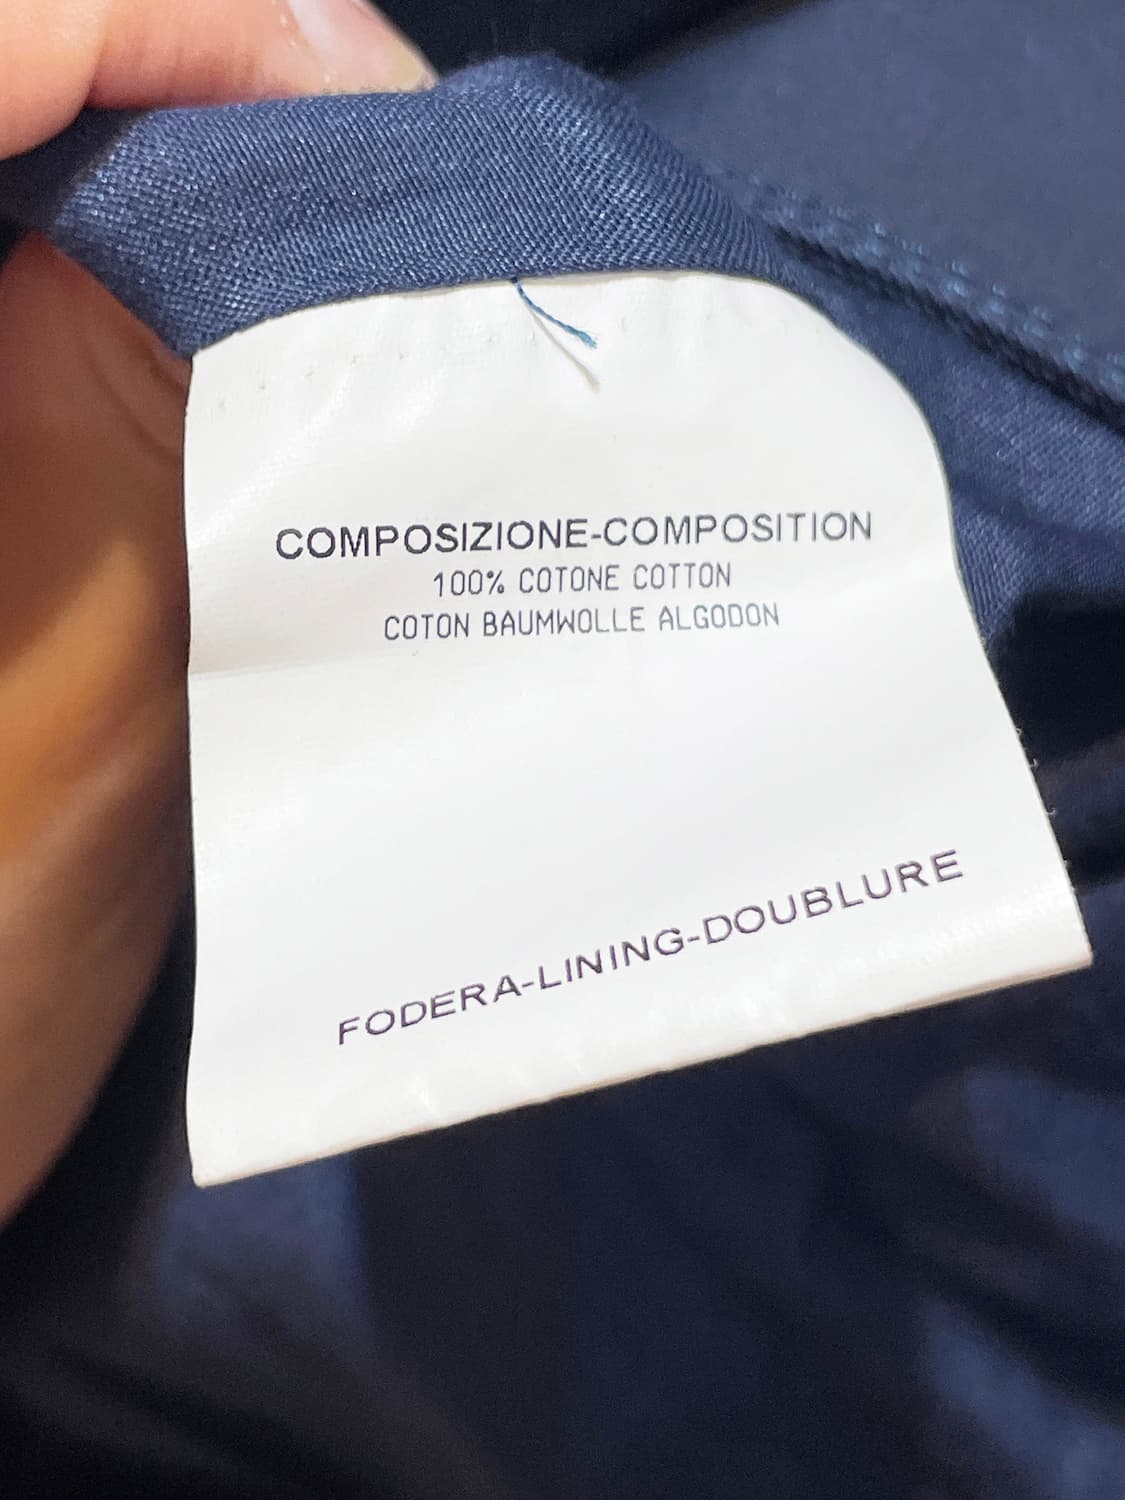 COMPOSIZIONE-COMPOSITION
100% COTONE COTTON
COTON BAUMWOLLE ALGODON
FODERA-LINING-DOUBLURE